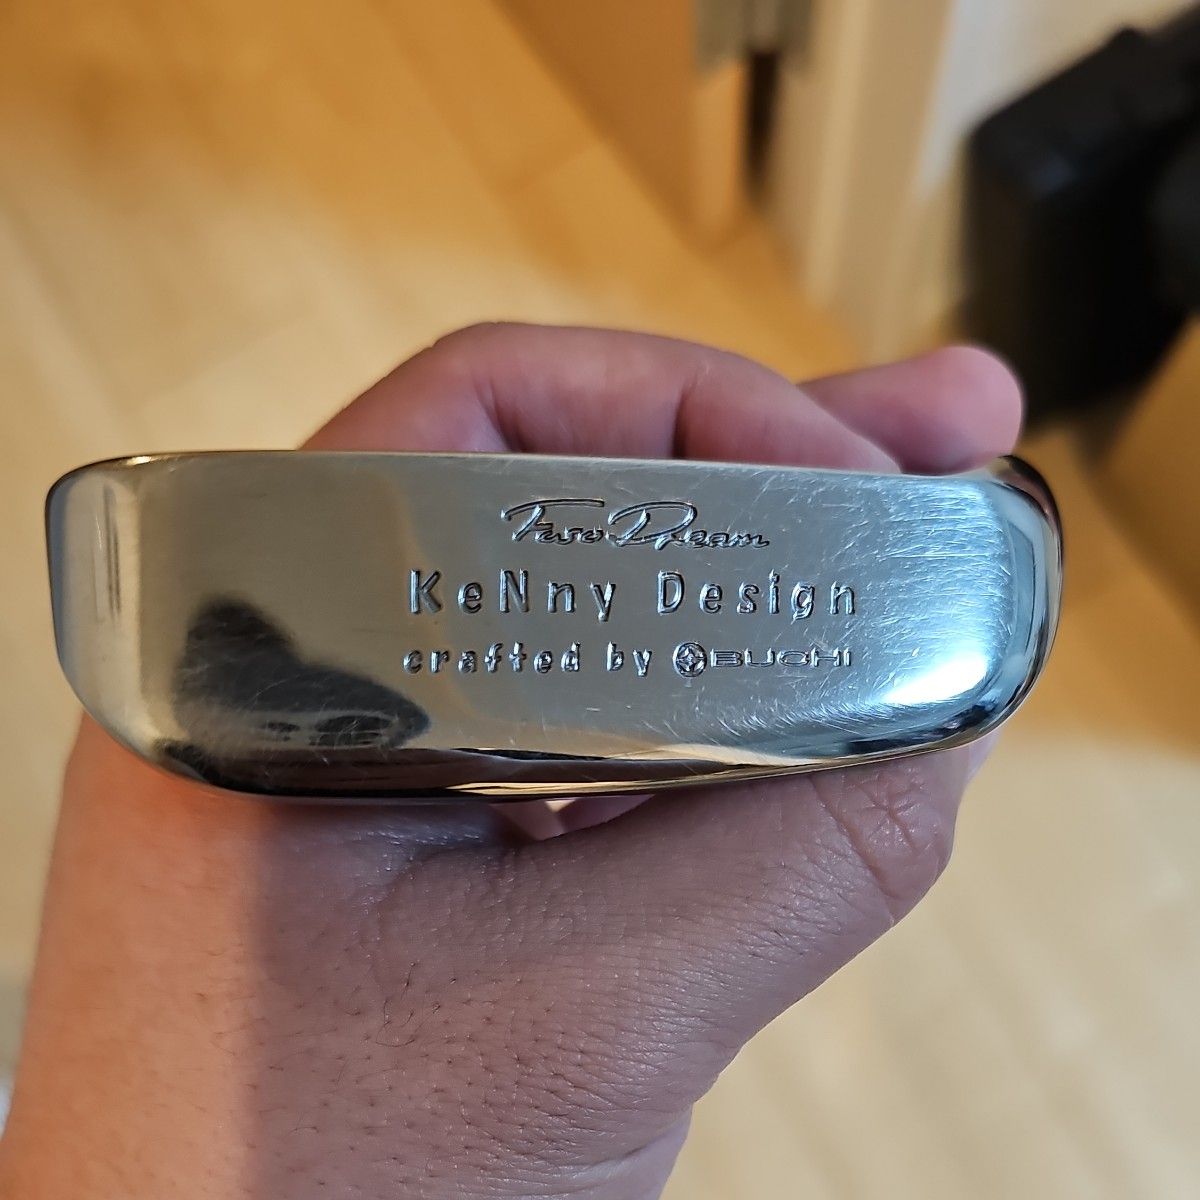 Two Dream
KeNny Design
crafted by BUCHI